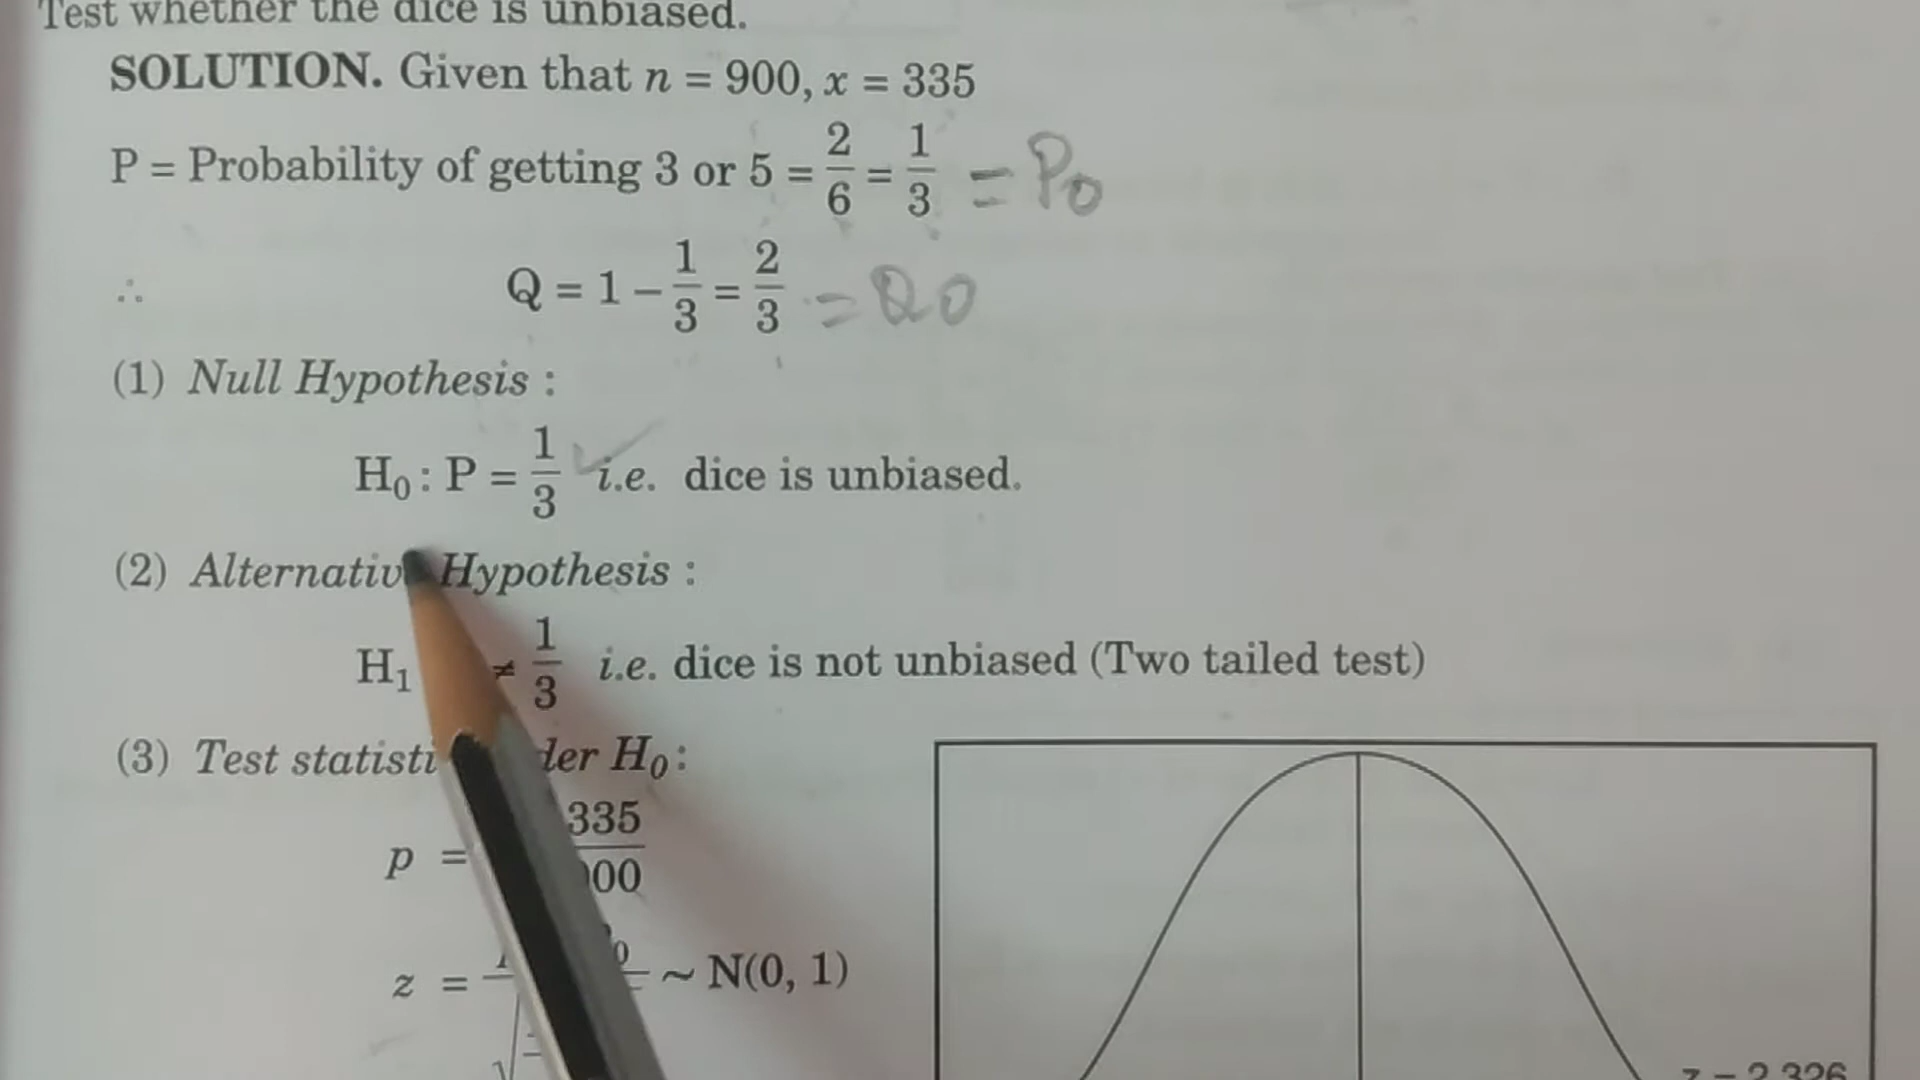 Test whether the dice is unbiased.
SOLUTION. Given that n = 900, x = 335
P = Probability of getting 3 or 5 = 2/6 = 1/3 = P0
∴ Q = 1 − 1/3 = 2/3 = Q0
(1) Null Hypothesis :
H₀ : P = 1/3 i.e. dice is unbiased.
(2) Alternativ Hypothesis :
H₁ ≠ 1/3 i.e. dice is not unbiased (Two tailed test)
(3) Test statisti der H₀ :
p = 335/00
z = ~ N(0, 1)
z = 2.326